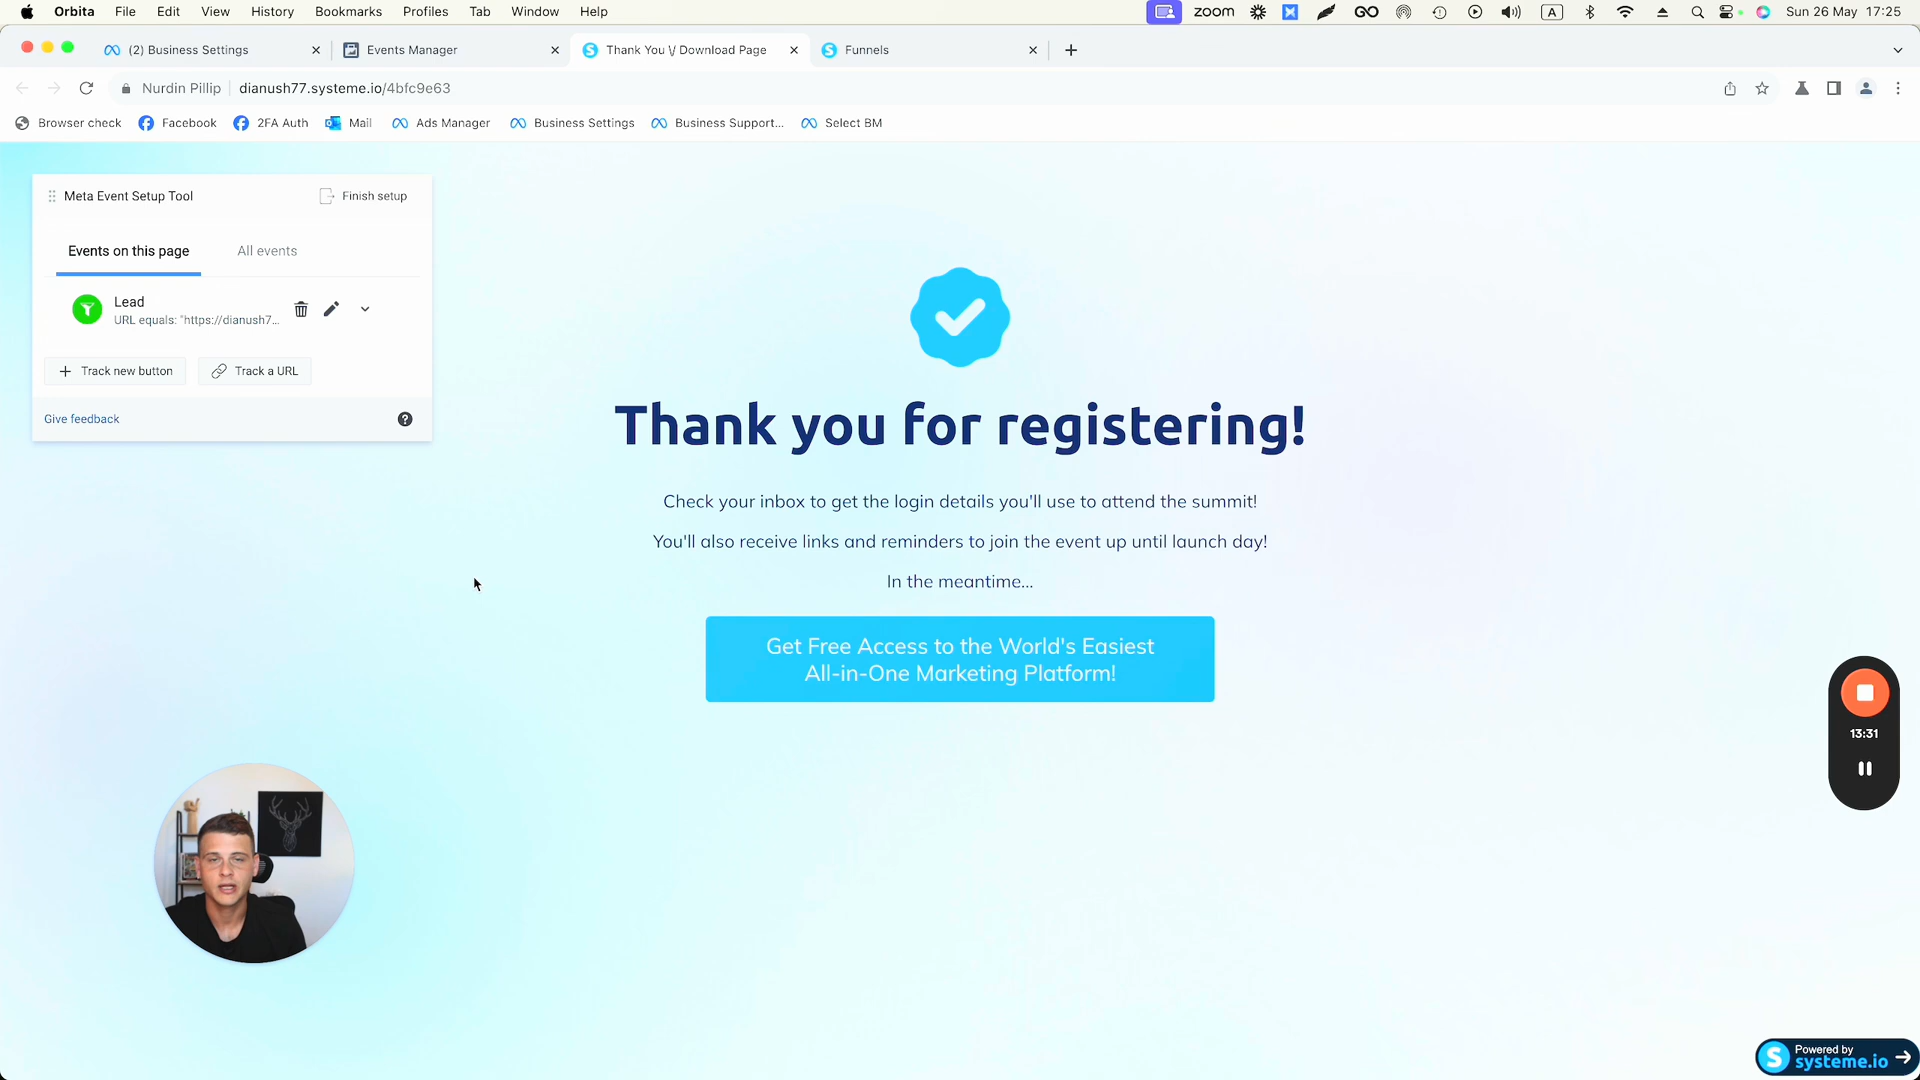 Orbita File Edit View History Bookmarks Profiles Tab Window Help
zoom
A
Sun 26 May 17:25
(2) Business Settings
Events Manager
Thank You \/ Download Page
Funnels
Nurdin Pillip
dianush77.systeme.io/4bfc9e63
Browser check
Facebook
2FA Auth
Mail
Ads Manager
Business Settings
Business Support...
Select BM
Meta Event Setup Tool
Finish setup
Events on this page
All events
Lead
URL equals: "https://dianush7...
Track new button
Track a URL
Give feedback
Thank you for registering!
Check your inbox to get the login details you'll use to attend the summit!
You'll also receive links and reminders to join the event up until launch day!
In the meantime...
Get Free Access to the World's Easiest
All-in-One Marketing Platform!
13:31
Powered by
systeme.io